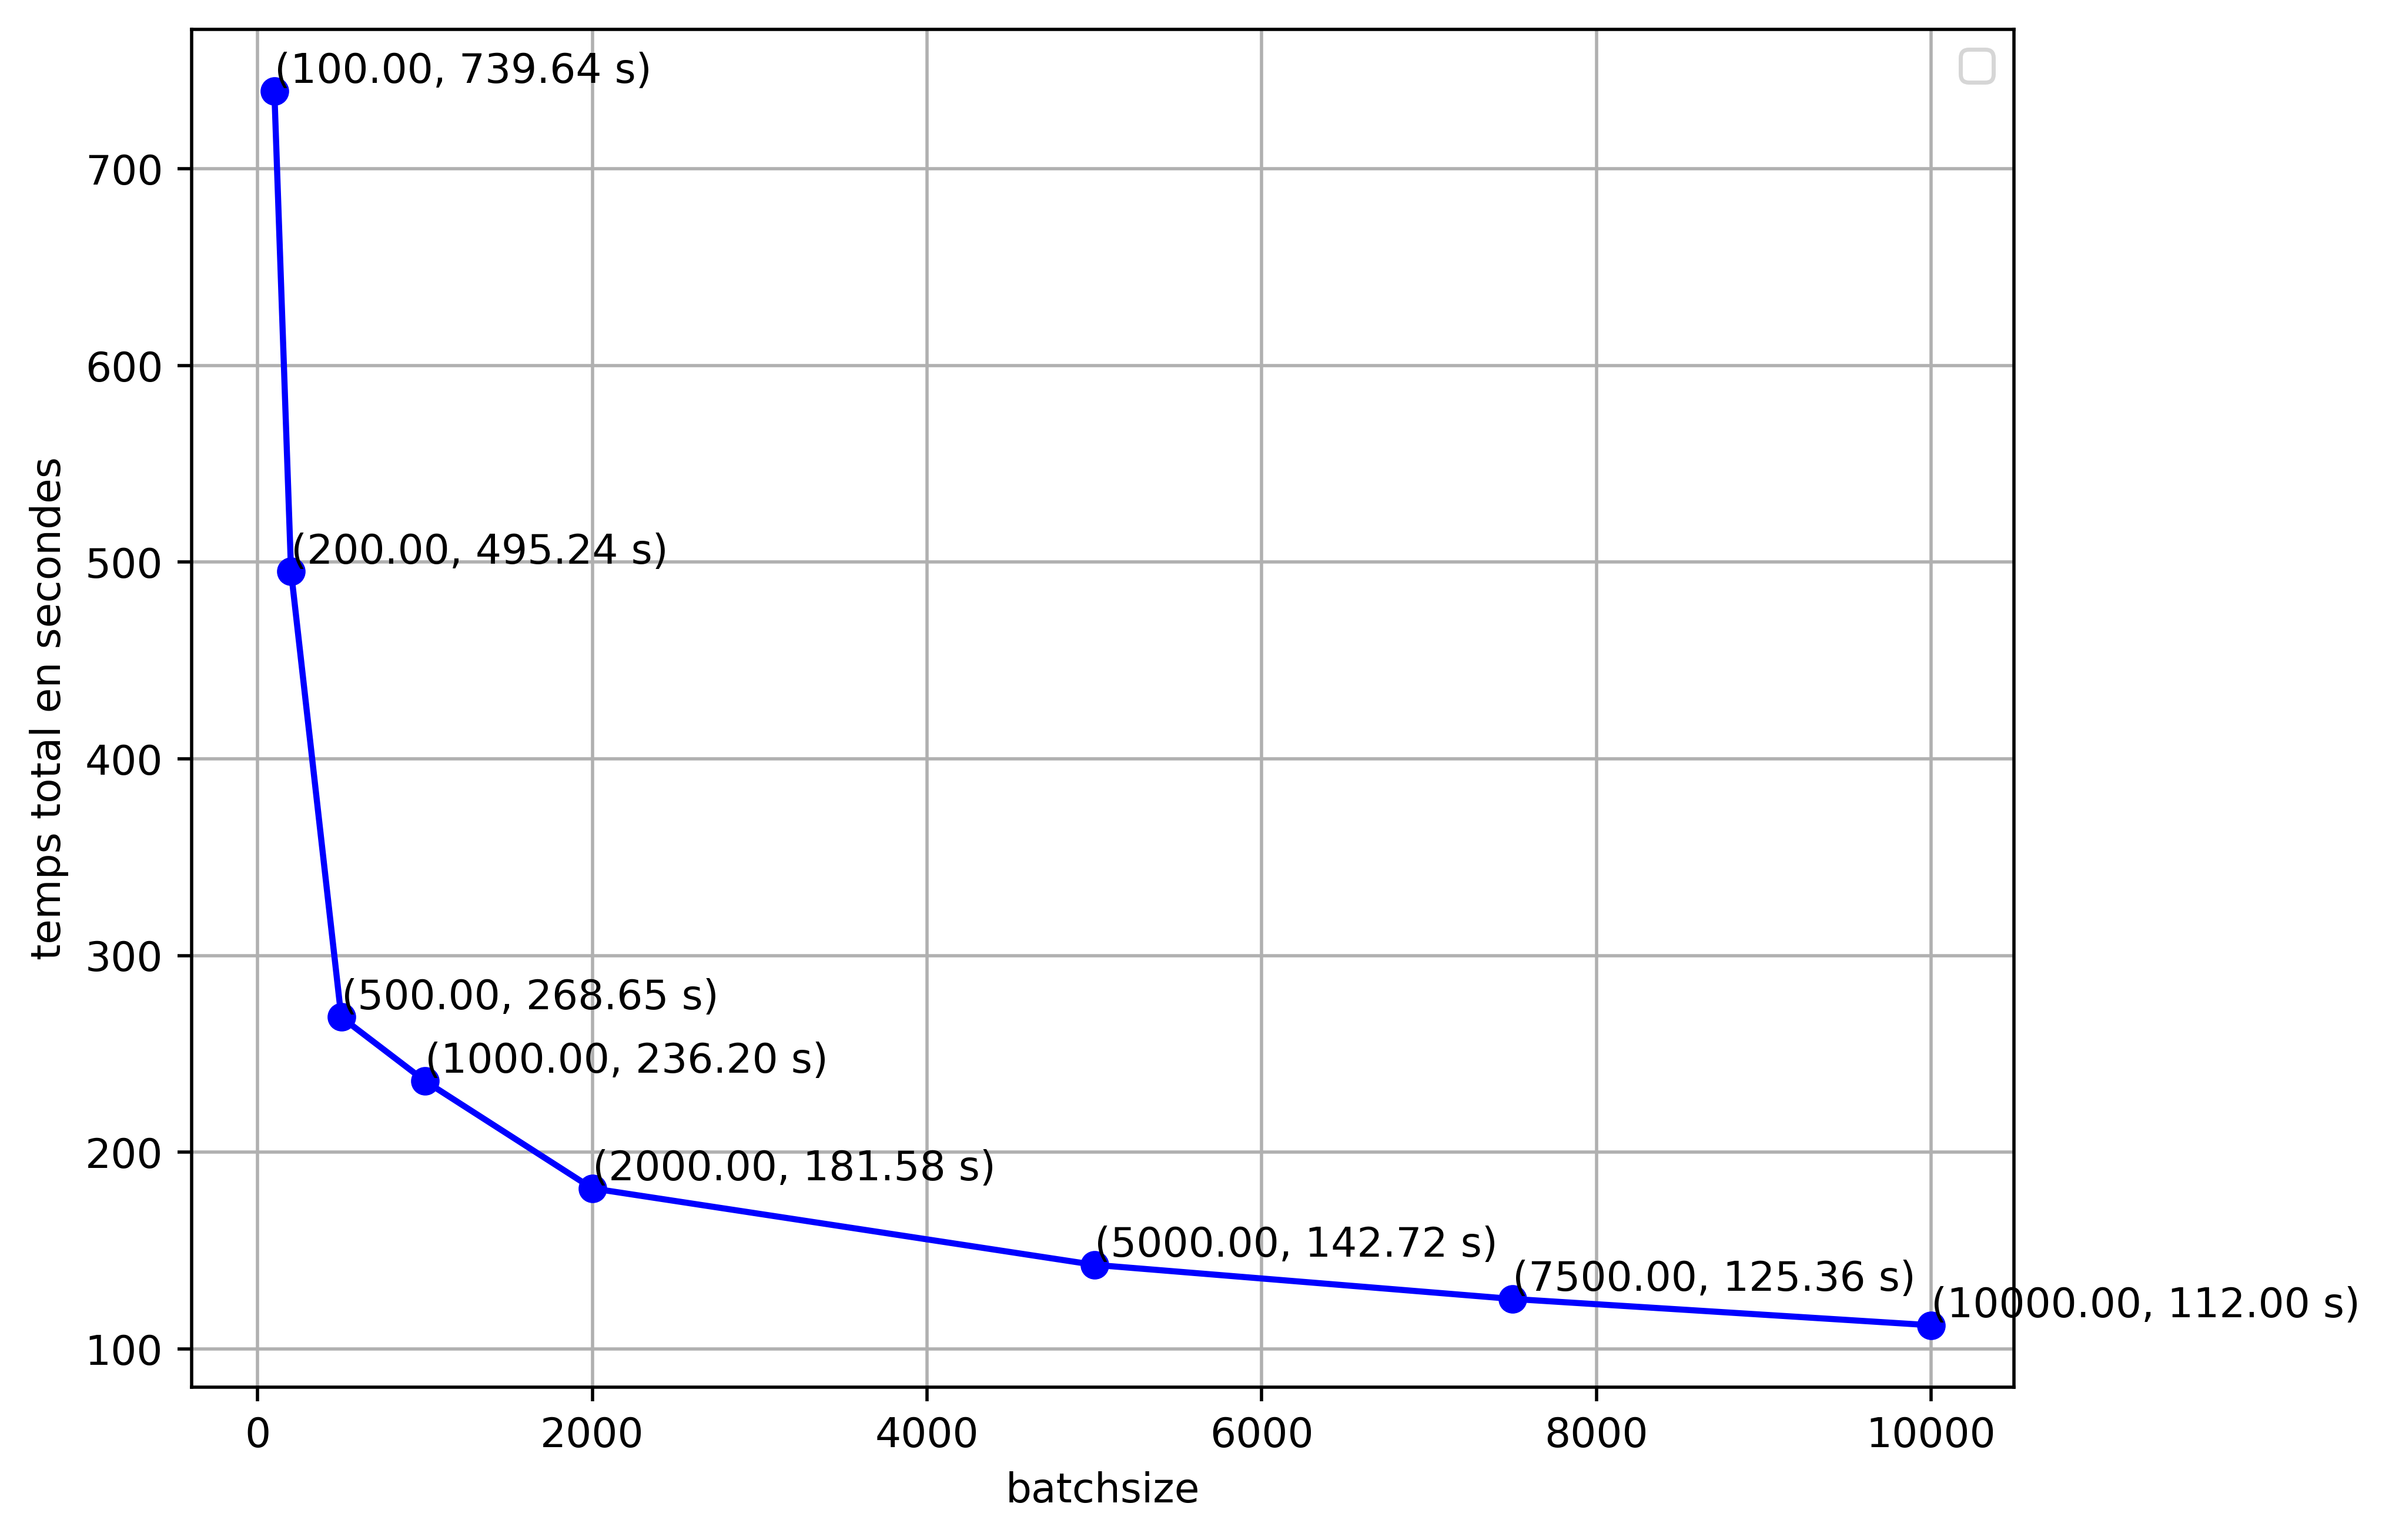 (100.00, 739.64 s)
700
600
(200.00, 495.24 s)
500
400
300
(500.00, 268.65 s)
(1000.00, 236.20 s)
200
(2000.00, 181.58 s)
(5000.00, 142.72 s)
(7500.00, 125.36 s)
(10000.00, 112.00 s)
100
temps total en secondes
0 2000 4000 6000 8000 10000
batchsize